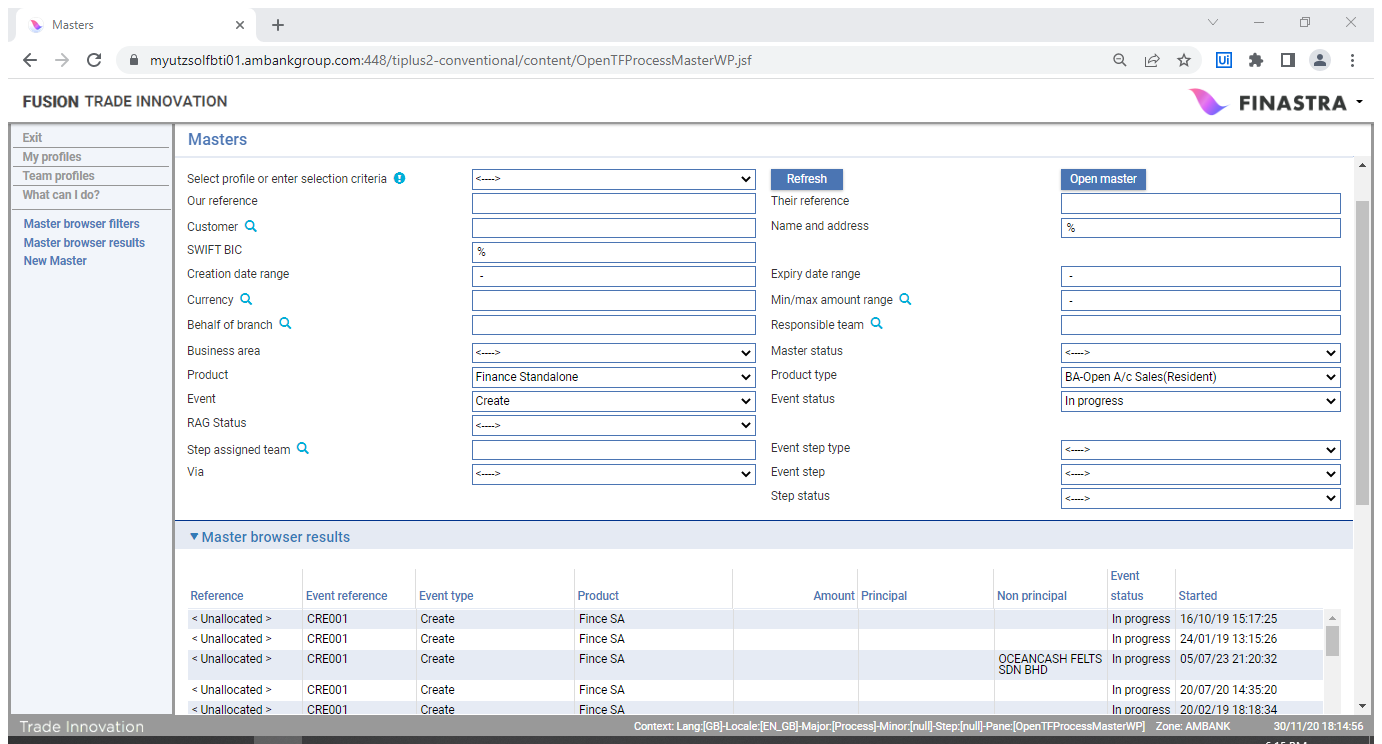 Masters
myutzsolfbti01.ambankgroup.com:448/tiplus2-conventional/content/OpenTFProcessMasterWP.jsf
Ui
FUSION TRADE INNOVATION
FINASTRA
Exit
My profiles
Team profiles
What can I do?
Master browser filters
Master browser results
New Master
Masters
Select profile or enter selection criteria <----> Refresh Open master
Our reference Their reference
Customer Name and address %
SWIFT BIC %
Creation date range - Expiry date range -
Currency Min/max amount range -
Behalf of branch Responsible team
Business area <----> Master status <---->
Product Finance Standalone Product type BA-Open A/c Sales(Resident)
Event Create Event status In progress
RAG Status <---->
Step assigned team Event step type <---->
Via <----> Event step <---->
Step status <---->
Master browser results
Reference Event reference Event type Product Amount Principal Non principal Event status Started
< Unallocated > CRE001 Create Fince SA In progress 16/10/19 15:17:25
< Unallocated > CRE001 Create Fince SA In progress 24/01/19 13:15:26
< Unallocated > CRE001 Create Fince SA OCEANCASH FELTS SDN BHD In progress 05/07/23 21:20:32
< Unallocated > CRE001 Create Fince SA In progress 20/07/20 14:35:20
< Unallocated > CRE001 Create Fince SA In progress 20/02/19 18:18:34
Trade Innovation Context: Lang:[GB]-Locale:[EN_GB]-Major:[Process]-Minor:[null]-Step:[null]-Pane:[OpenTFProcessMasterWP] Zone: AMBANK 30/11/20 18:14:56